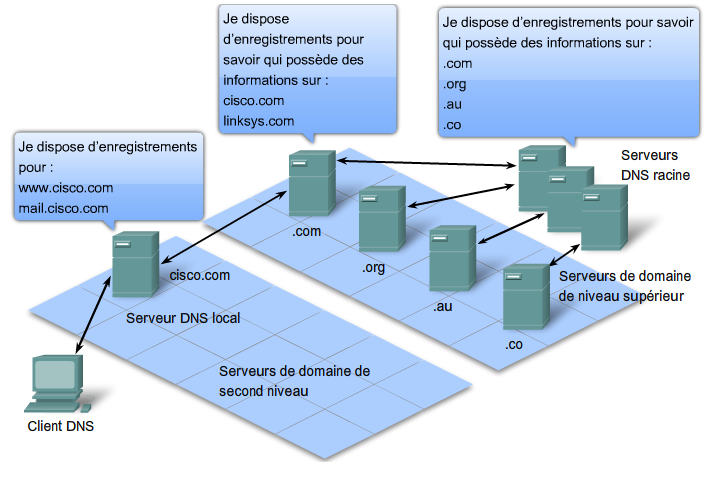 Je dispose
d'enregistrements pour
savoir qui possède des
informations sur :
cisco.com
linksys.com
Je dispose d'enregistrements pour savoir
qui possède des informations sur :
.com
.org
.au
.co
Je dispose d'enregistrements
pour :
www.cisco.com
mail.cisco.com
Serveurs
DNS racine
.com
.org
.au
.co
cisco.com
Serveurs de domaine
de niveau supérieur
Serveur DNS local
Serveurs de domaine de
second niveau
Client DNS